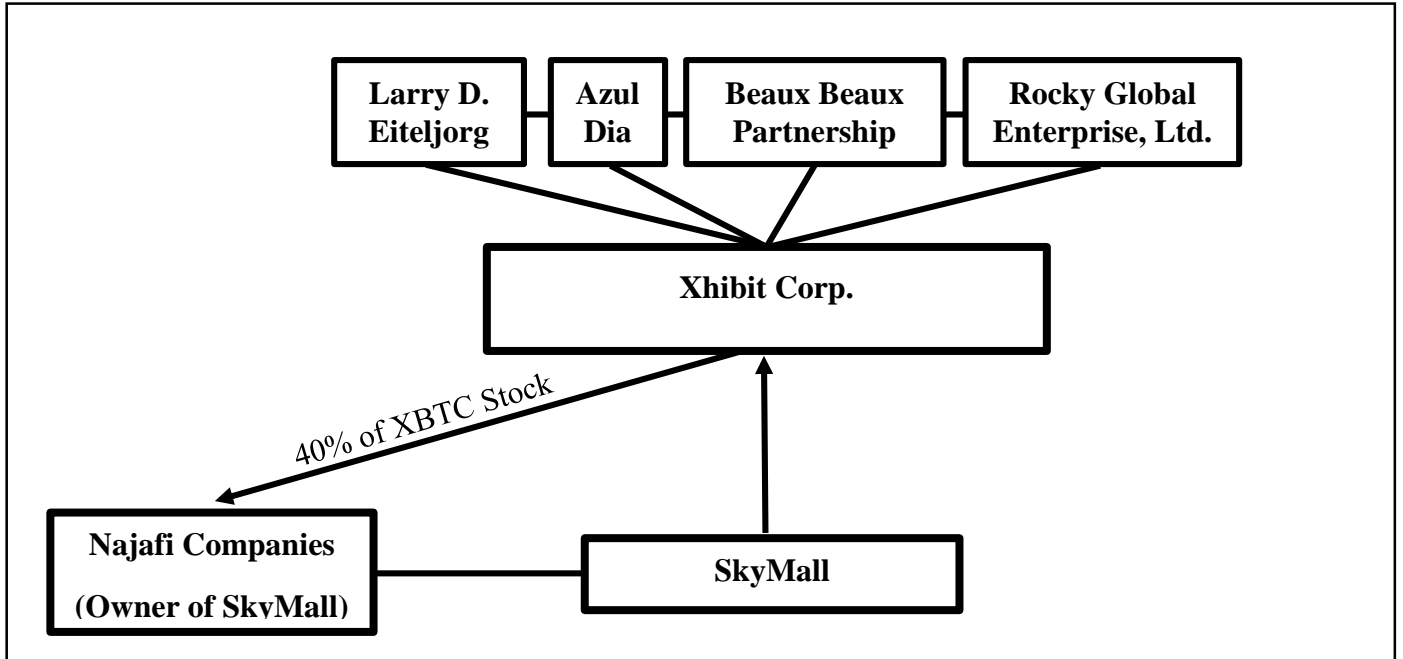 Larry D.
Eiteljorg
Azul
Dia
Beaux Beaux
Partnership
Rocky Global
Enterprise, Ltd.
Xhibit Corp.
40% of XBTC Stock
Najafi Companies
(Owner of SkyMall)
SkyMall